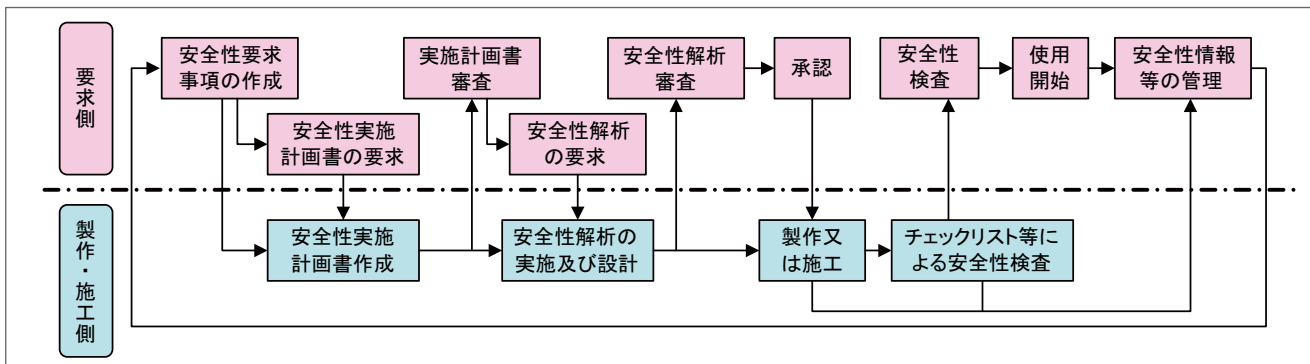 要求側
安全性要求
事項の作成
実施計画書
審査
安全性解析
審査
承認
安全性
検査
使用
開始
安全性情報
等の管理
安全性実施
計画書の要求
安全性解析
の要求
製作・施工側
安全性実施
計画書作成
安全性解析の
実施及び設計
製作又
は施工
チェックリスト等に
よる安全性検査